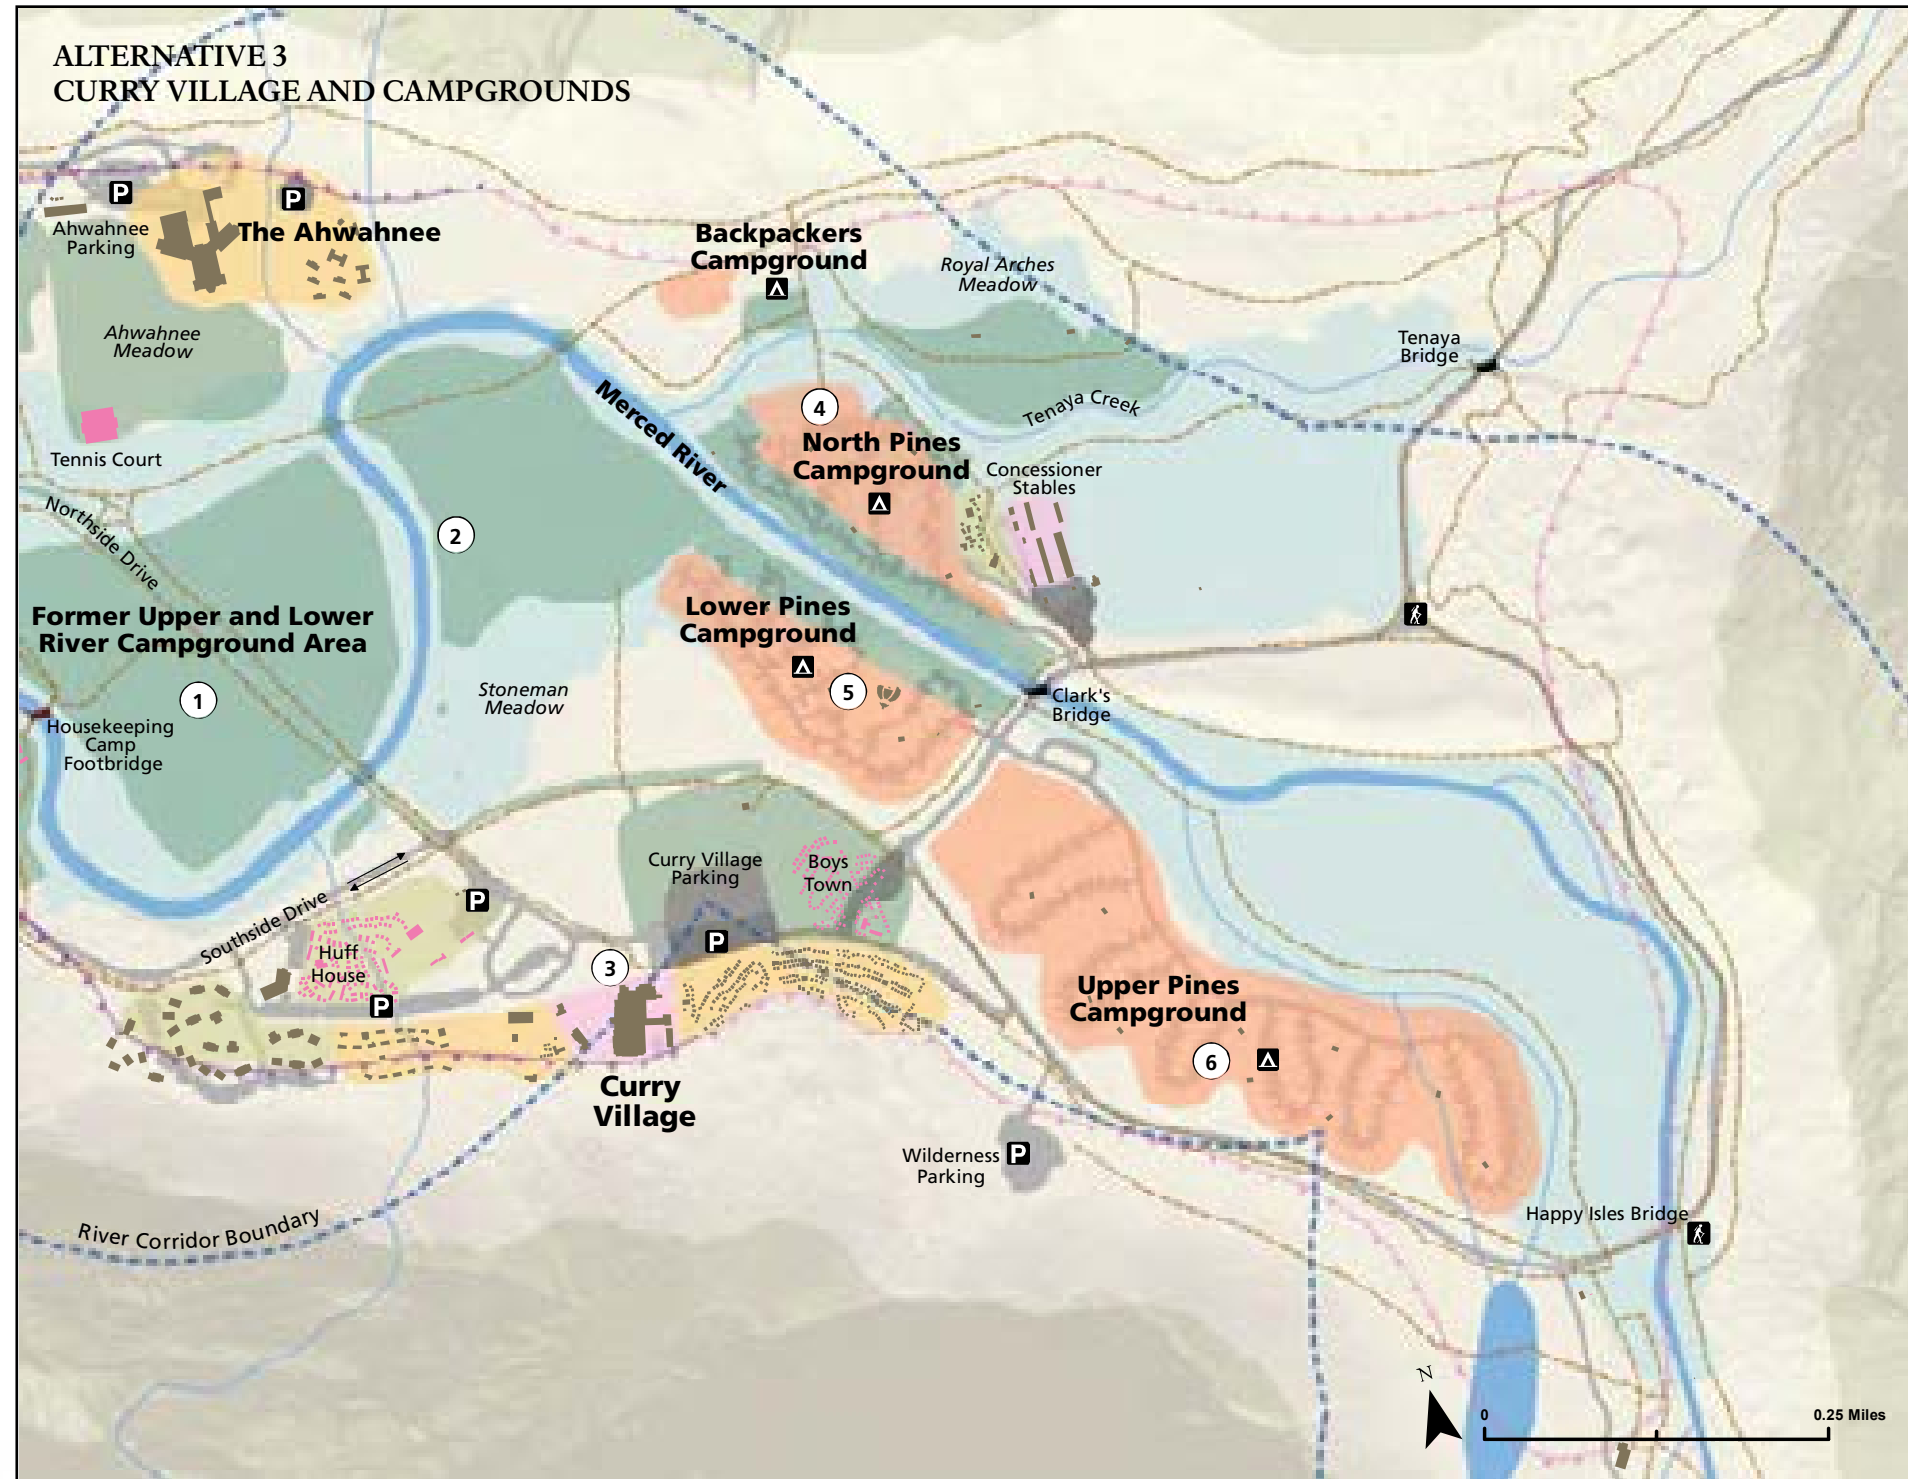 ALTERNATIVE 3
CURRY VILLAGE AND CAMPGROUNDS
P
P
Ahwahnee
Parking
The Ahwahnee
Backpackers
Campground
Royal Arches
Meadow
Ahwahnee
Meadow
Tenaya
Bridge
Merced River
Tenaya Creek
4
North Pines
Campground
Concessioner
Stables
Tennis Court
Northside Drive
2
Former Upper and Lower
River Campground Area
1
Lower Pines
Campground
5
Stoneman
Meadow
Clark's
Bridge
Housekeeping
Camp
Footbridge
Curry Village
Parking
Boys
Town
Southside Drive
P
Huff
House
P
3
P
Upper Pines
Campground
6
Curry
Village
Wilderness
Parking
P
River Corridor Boundary
Happy Isles Bridge
N
0
0.25 Miles